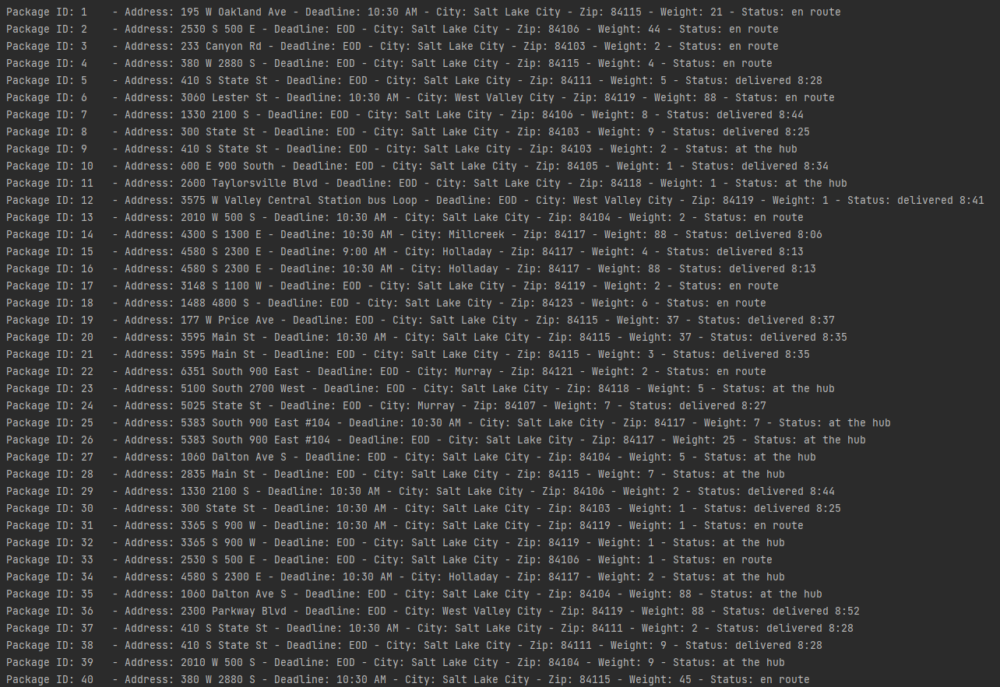 Package ID: 1    - Address: 195 W Oakland Ave - Deadline: 10:30 AM - City: Salt Lake City - Zip: 84115 - Weight: 21 - Status: en route
Package ID: 2    - Address: 2530 S 500 E - Deadline: EOD - City: Salt Lake City - Zip: 84106 - Weight: 44 - Status: en route
Package ID: 3    - Address: 233 Canyon Rd - Deadline: EOD - City: Salt Lake City - Zip: 84103 - Weight: 2 - Status: en route
Package ID: 4    - Address: 380 W 2880 S - Deadline: EOD - City: Salt Lake City - Zip: 84115 - Weight: 4 - Status: en route
Package ID: 5    - Address: 410 S State St - Deadline: EOD - City: Salt Lake City - Zip: 84111 - Weight: 5 - Status: delivered 8:28
Package ID: 6    - Address: 3060 Lester St - Deadline: 10:30 AM - City: West Valley City - Zip: 84119 - Weight: 88 - Status: en route
Package ID: 7    - Address: 1330 2100 S - Deadline: EOD - City: Salt Lake City - Zip: 84106 - Weight: 8 - Status: delivered 8:44
Package ID: 8    - Address: 300 State St - Deadline: EOD - City: Salt Lake City - Zip: 84103 - Weight: 9 - Status: delivered 8:25
Package ID: 9    - Address: 410 S State St - Deadline: EOD - City: Salt Lake City - Zip: 84103 - Weight: 2 - Status: at the hub
Package ID: 10   - Address: 600 E 900 South - Deadline: EOD - City: Salt Lake City - Zip: 84105 - Weight: 1 - Status: delivered 8:34
Package ID: 11   - Address: 2600 Taylorsville Blvd - Deadline: EOD - City: Salt Lake City - Zip: 84118 - Weight: 1 - Status: at the hub
Package ID: 12   - Address: 3575 W Valley Central Station bus Loop - Deadline: EOD - City: West Valley City - Zip: 84119 - Weight: 1 - Status: delivered 8:41
Package ID: 13   - Address: 2010 W 500 S - Deadline: 10:30 AM - City: Salt Lake City - Zip: 84104 - Weight: 2 - Status: en route
Package ID: 14   - Address: 4300 S 1300 E - Deadline: 10:30 AM - City: Millcreek - Zip: 84117 - Weight: 88 - Status: delivered 8:06
Package ID: 15   - Address: 4580 S 2300 E - Deadline: 9:00 AM - City: Holladay - Zip: 84117 - Weight: 4 - Status: delivered 8:13
Package ID: 16   - Address: 4580 S 2300 E - Deadline: 10:30 AM - City: Holladay - Zip: 84117 - Weight: 88 - Status: delivered 8:13
Package ID: 17   - Address: 3148 S 1100 W - Deadline: EOD - City: Salt Lake City - Zip: 84119 - Weight: 2 - Status: en route
Package ID: 18   - Address: 1488 4800 S - Deadline: EOD - City: Salt Lake City - Zip: 84123 - Weight: 6 - Status: en route
Package ID: 19   - Address: 177 W Price Ave - Deadline: EOD - City: Salt Lake City - Zip: 84115 - Weight: 37 - Status: delivered 8:37
Package ID: 20   - Address: 3595 Main St - Deadline: 10:30 AM - City: Salt Lake City - Zip: 84115 - Weight: 37 - Status: delivered 8:35
Package ID: 21   - Address: 3595 Main St - Deadline: EOD - City: Salt Lake City - Zip: 84115 - Weight: 3 - Status: delivered 8:35
Package ID: 22   - Address: 6351 South 900 East - Deadline: EOD - City: Murray - Zip: 84121 - Weight: 2 - Status: en route
Package ID: 23   - Address: 5100 South 2700 West - Deadline: EOD - City: Salt Lake City - Zip: 84118 - Weight: 5 - Status: at the hub
Package ID: 24   - Address: 5025 State St - Deadline: EOD - City: Murray - Zip: 84107 - Weight: 7 - Status: delivered 8:27
Package ID: 25   - Address: 5383 South 900 East #104 - Deadline: 10:30 AM - City: Salt Lake City - Zip: 84117 - Weight: 7 - Status: at the hub
Package ID: 26   - Address: 5383 South 900 East #104 - Deadline: EOD - City: Salt Lake City - Zip: 84117 - Weight: 25 - Status: at the hub
Package ID: 27   - Address: 1060 Dalton Ave S - Deadline: EOD - City: Salt Lake City - Zip: 84104 - Weight: 5 - Status: at the hub
Package ID: 28   - Address: 2835 Main St - Deadline: EOD - City: Salt Lake City - Zip: 84115 - Weight: 7 - Status: at the hub
Package ID: 29   - Address: 1330 2100 S - Deadline: 10:30 AM - City: Salt Lake City - Zip: 84106 - Weight: 2 - Status: delivered 8:44
Package ID: 30   - Address: 300 State St - Deadline: 10:30 AM - City: Salt Lake City - Zip: 84103 - Weight: 1 - Status: delivered 8:25
Package ID: 31   - Address: 3365 S 900 W - Deadline: 10:30 AM - City: Salt Lake City - Zip: 84119 - Weight: 1 - Status: en route
Package ID: 32   - Address: 3365 S 900 W - Deadline: EOD - City: Salt Lake City - Zip: 84119 - Weight: 1 - Status: at the hub
Package ID: 33   - Address: 2530 S 500 E - Deadline: EOD - City: Salt Lake City - Zip: 84106 - Weight: 1 - Status: en route
Package ID: 34   - Address: 4580 S 2300 E - Deadline: 10:30 AM - City: Holladay - Zip: 84117 - Weight: 2 - Status: at the hub
Package ID: 35   - Address: 1060 Dalton Ave S - Deadline: EOD - City: Salt Lake City - Zip: 84104 - Weight: 88 - Status: at the hub
Package ID: 36   - Address: 2300 Parkway Blvd - Deadline: EOD - City: West Valley City - Zip: 84119 - Weight: 88 - Status: delivered 8:52
Package ID: 37   - Address: 410 S State St - Deadline: 10:30 AM - City: Salt Lake City - Zip: 84111 - Weight: 2 - Status: delivered 8:28
Package ID: 38   - Address: 410 S State St - Deadline: EOD - City: Salt Lake City - Zip: 84111 - Weight: 9 - Status: delivered 8:28
Package ID: 39   - Address: 2010 W 500 S - Deadline: EOD - City: Salt Lake City - Zip: 84104 - Weight: 9 - Status: at the hub
Package ID: 40   - Address: 380 W 2880 S - Deadline: 10:30 AM - City: Salt Lake City - Zip: 84115 - Weight: 45 - Status: en route